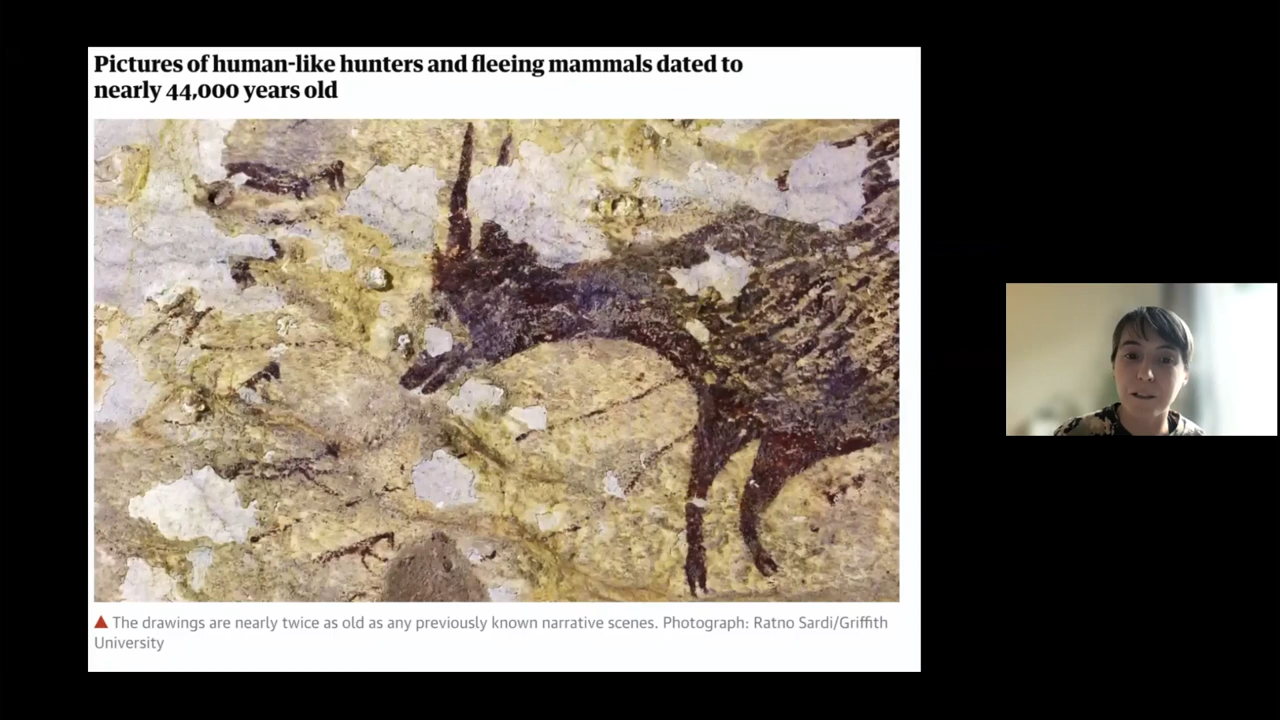 Pictures of human-like hunters and fleeing mammals dated to
nearly 44,000 years old
The drawings are nearly twice as old as any previously known narrative scenes. Photograph: Ratno Sardi/Griffith
University